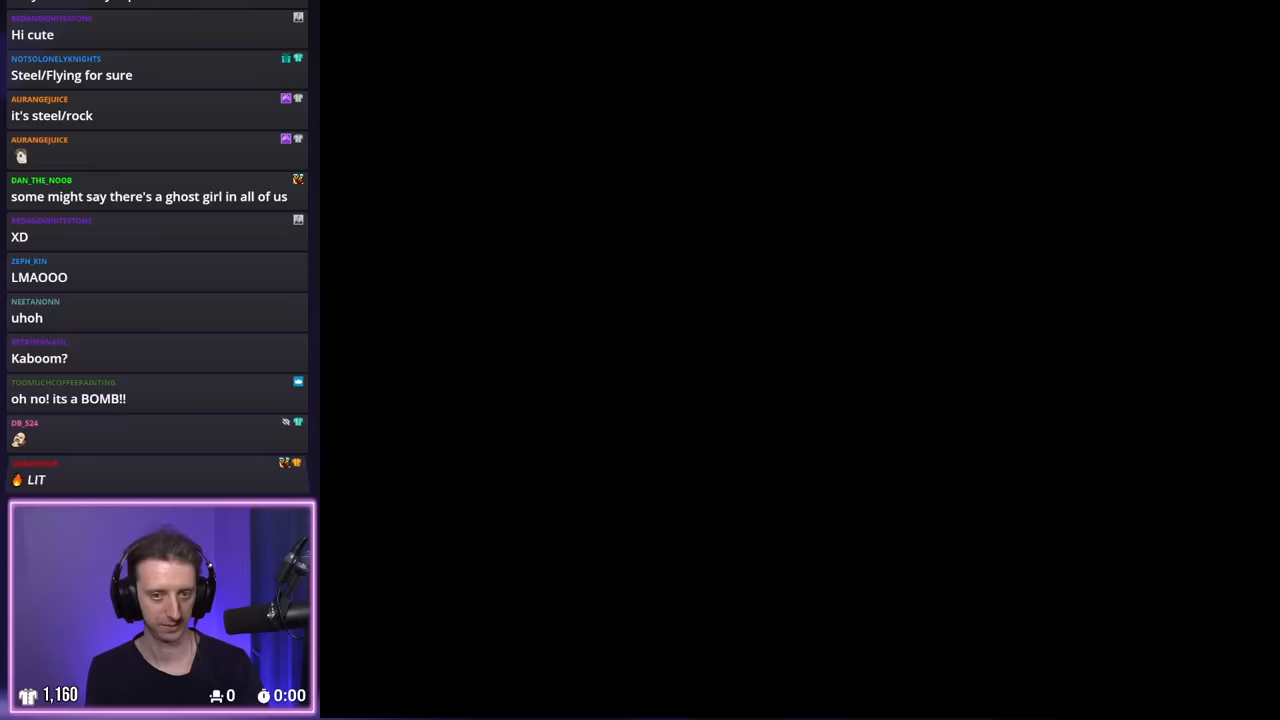 Hi cute
NOTSOLONELYKNIGHTS
Steel/Flying for sure
AURANGEJUICE
it's steel/rock
AURANGEJUICE
DAN_THE_NOOB
some might say there's a ghost girl in all of us
XD
ZEPH_KIN
LMAOOO
NEETANONN
uhoh
Kaboom?
TOOMUCHCOFFEEPAINTING
oh no! its a BOMB!!
DB_524
LIT
1,160
0
0:00